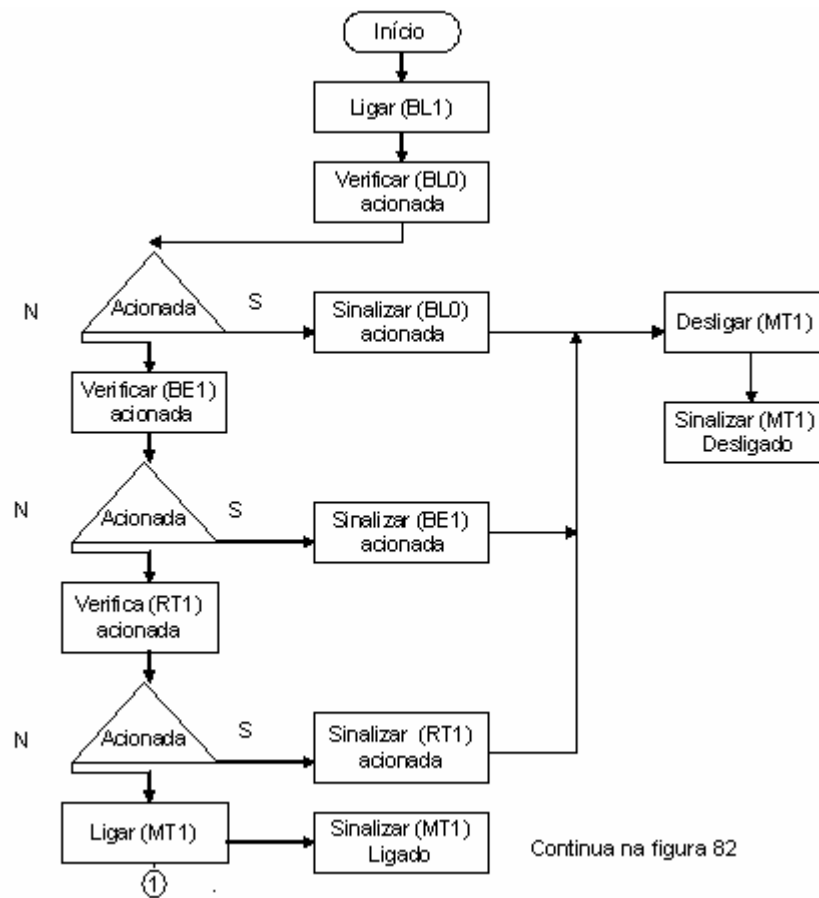 Início
Ligar (BL1)
Verificar (BL0)
acionada
N
Acionada
S
Sinalizar (BL0)
acionada
Desligar (MT1)
Verificar (BE1)
acionada
Sinalizar (MT1)
Desligado
N
Acionada
S
Sinalizar (BE1)
acionada
Verifica (RT1)
acionada
N
Acionada
S
Sinalizar (RT1)
acionada
Ligar (MT1)
Sinalizar (MT1)
Ligado
Continua na figura 82
1
.